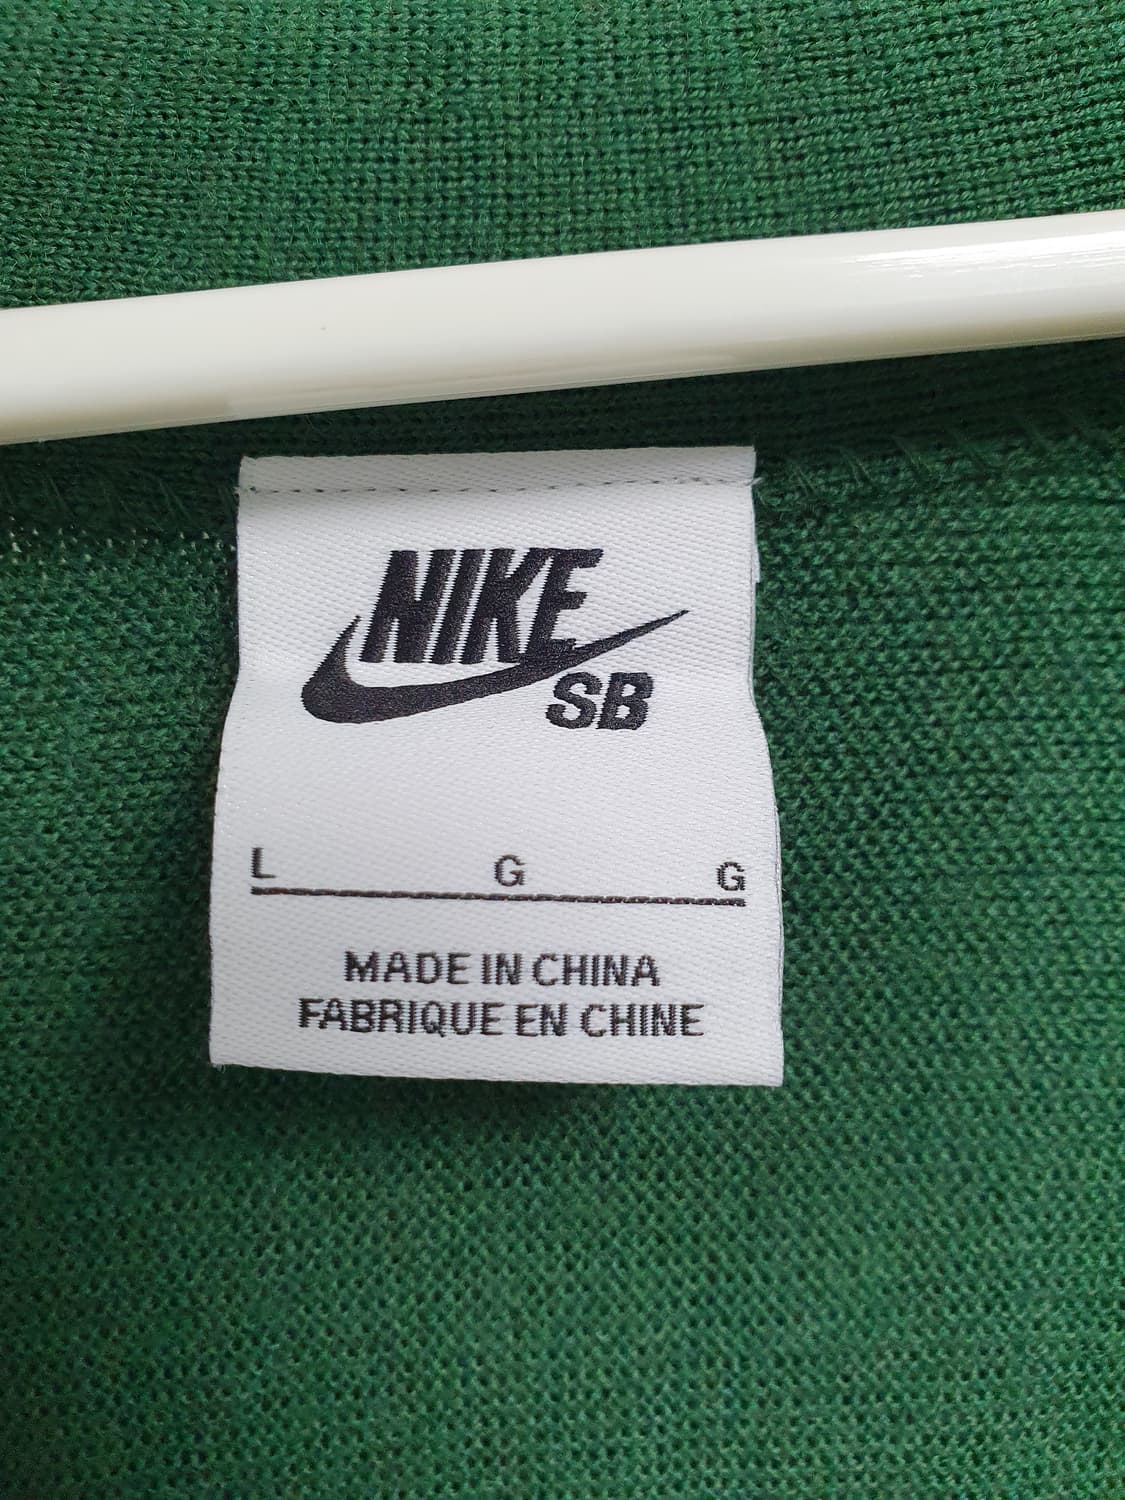 NIKE
SB
L G G
MADE IN CHINA
FABRIQUE EN CHINE